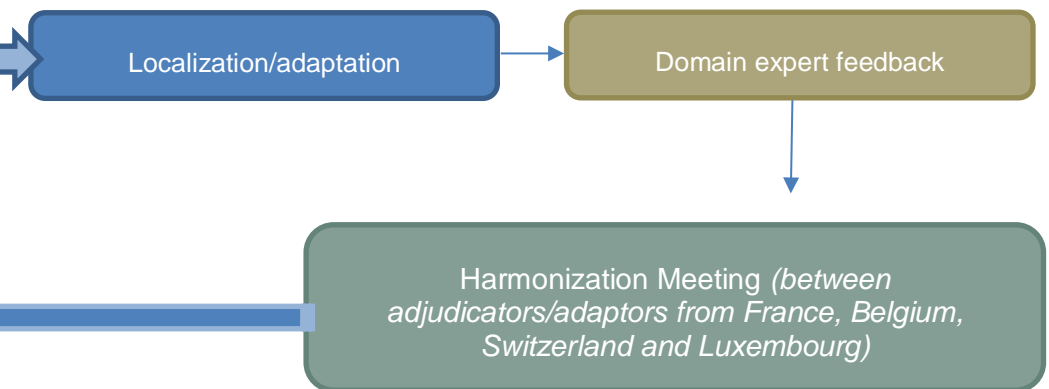 Localization/adaptation
Domain expert feedback
Harmonization Meeting (between
adjudicators/adaptors from France, Belgium,
Switzerland and Luxembourg)